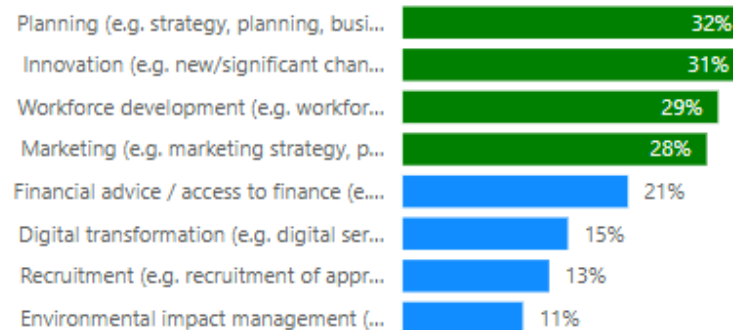 Planning (e.g. strategy, planning, busi... 32%
Innovation (e.g. new/significant chan... 31%
Workforce development (e.g. workfor... 29%
Marketing (e.g. marketing strategy, p... 28%
Financial advice / access to finance (e.... 21%
Digital transformation (e.g. digital ser... 15%
Recruitment (e.g. recruitment of appr... 13%
Environmental impact management (... 11%